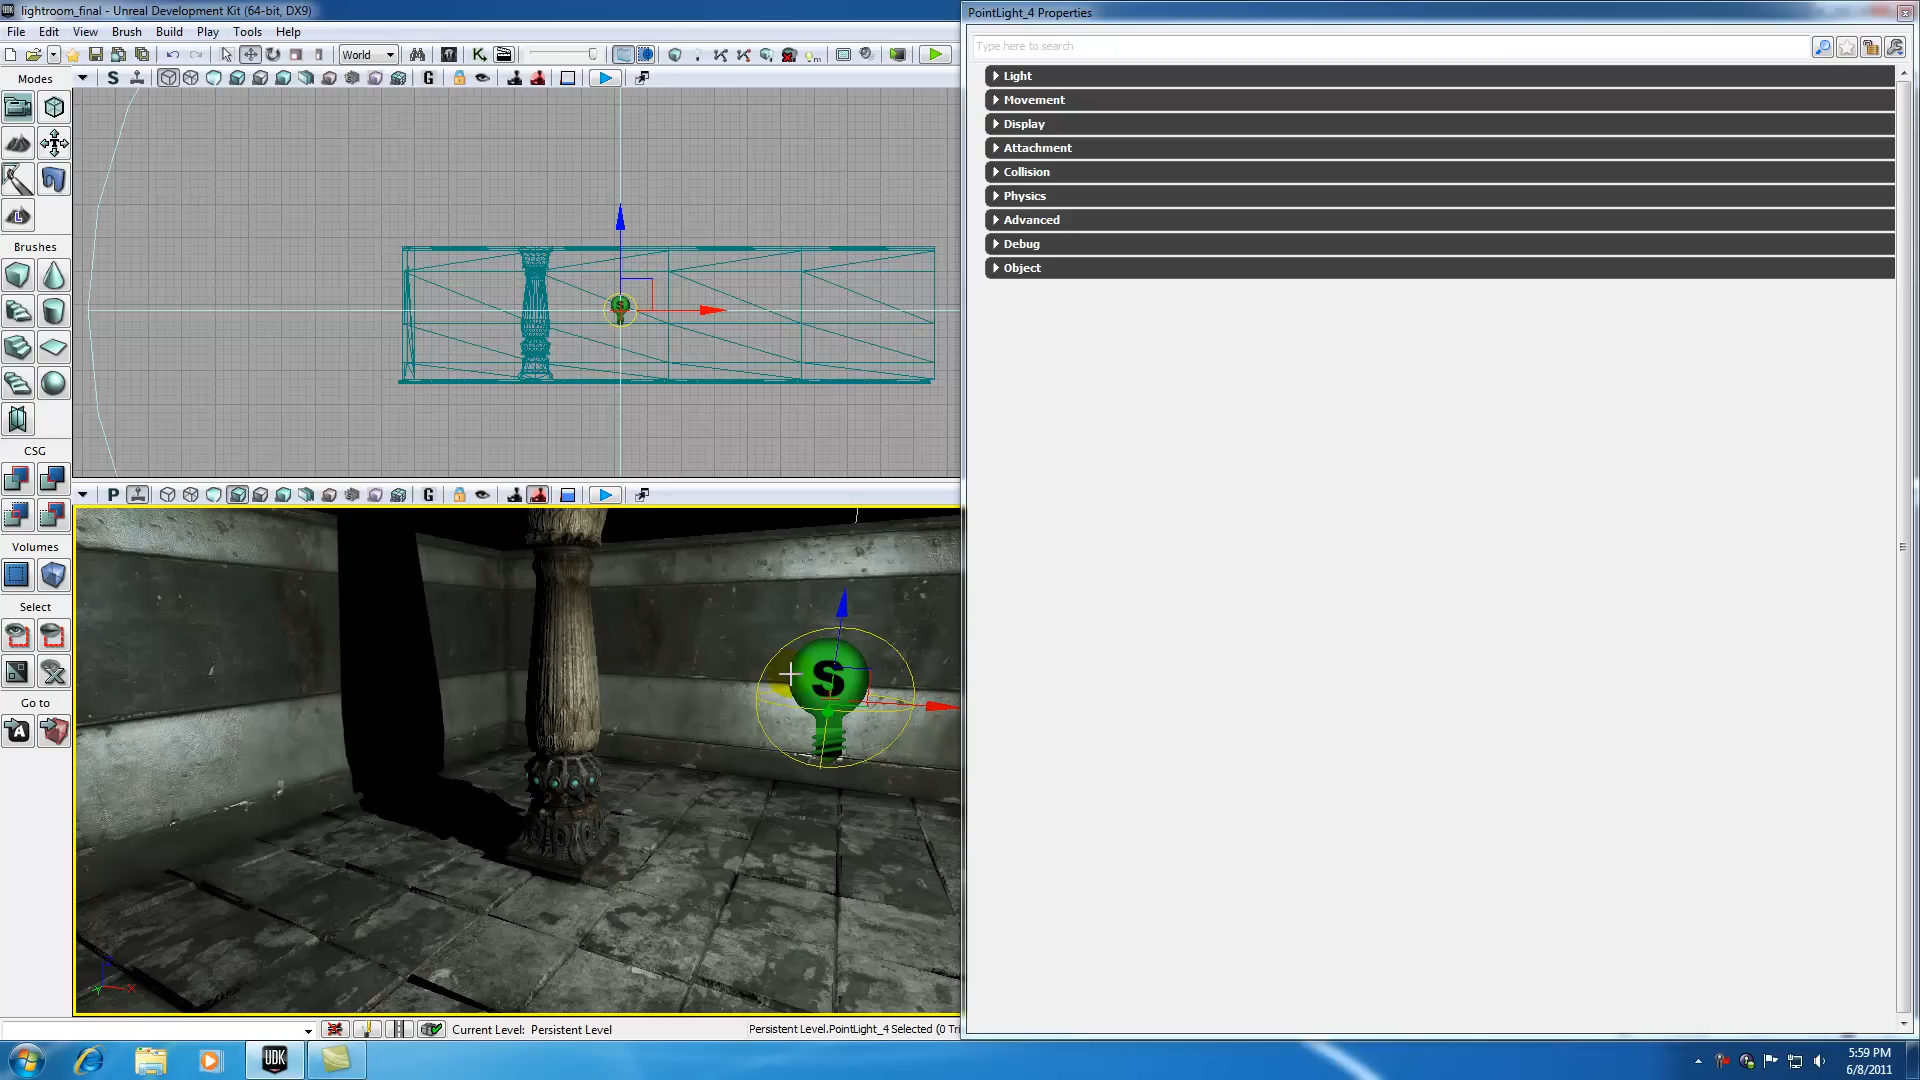 lightroom_final - Unreal Development Kit (64-bit, DX9)
PointLight_4 Properties
File Edit View Brush Build Play Tools Help
World
Type here to search
Modes
S
G
Light
Movement
Display
Attachment
Collision
Physics
Advanced
Debug
Object
L
Brushes
S
CSG
P
G
Volumes
Select
S
Go to
A
X
Y
Current Level: Persistent Level
Persistent Level.PointLight_4 Selected (0 Tri
UDK
5:59 PM
6/8/2011